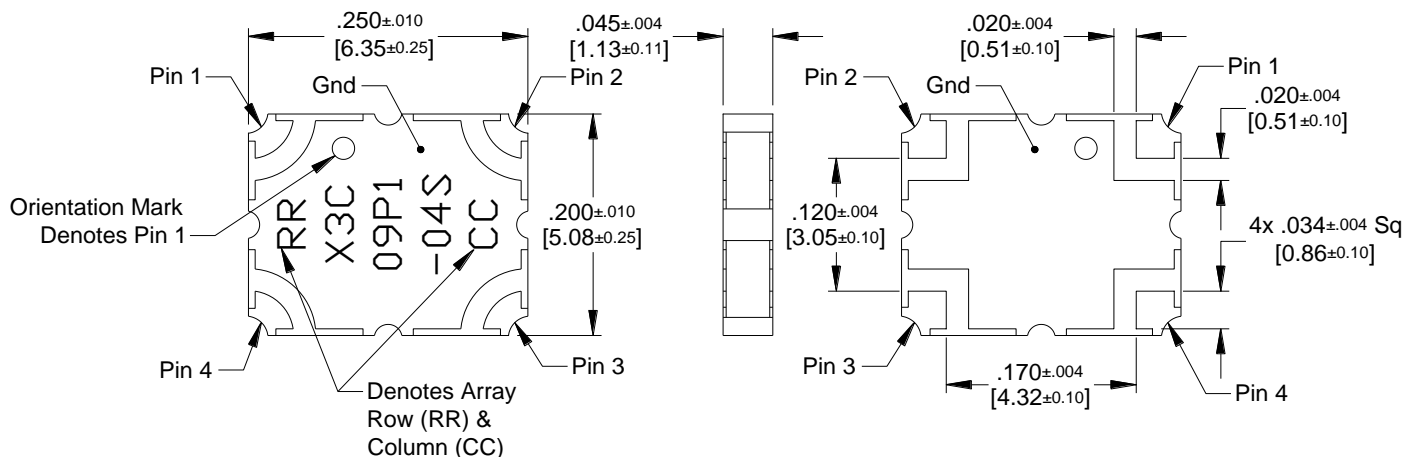 .250±.010
[6.35±0.25]
.045±.004
[1.13±0.11]
.020±.004
[0.51±0.10]
Pin 1
Gnd
Pin 2
Pin 2
Gnd
Pin 1
.020±.004
[0.51±0.10]
Orientation Mark
Denotes Pin 1
RR
X3C
09P1
-04S
CC
.200±.010
[5.08±0.25]
.120±.004
[3.05±0.10]
4x .034±.004 Sq
[0.86±0.10]
Pin 4
Pin 3
Denotes Array
Row (RR) &
Column (CC)
Pin 3
.170±.004
[4.32±0.10]
Pin 4